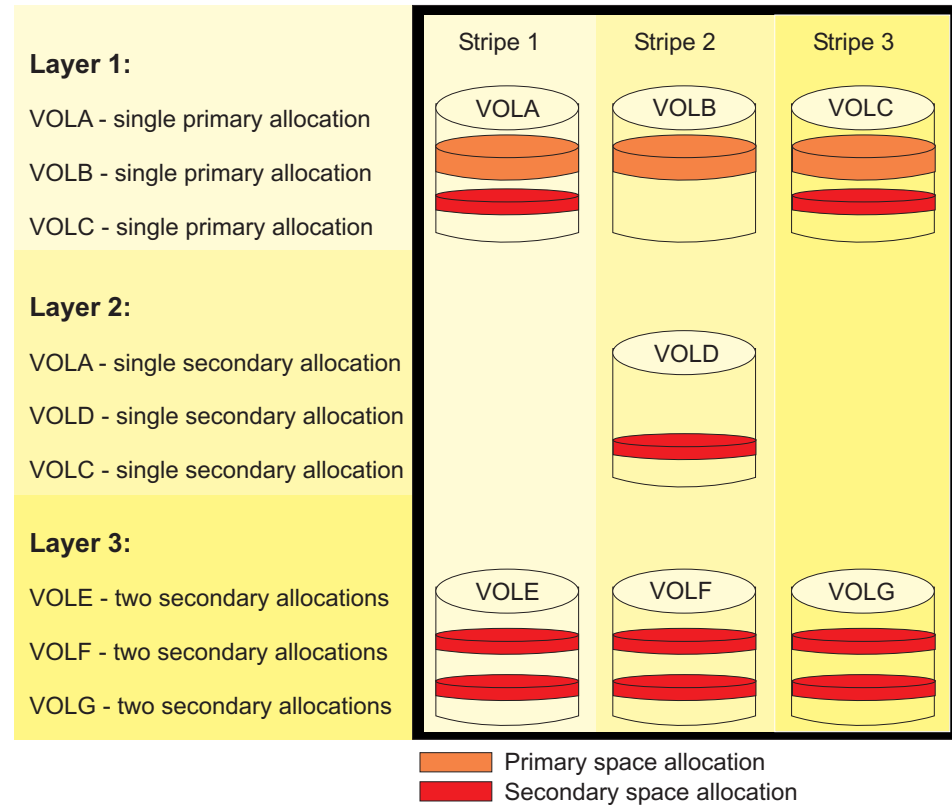 Layer 1:
VOLA - single primary allocation
VOLB - single primary allocation
VOLC - single primary allocation
Layer 2:
VOLA - single secondary allocation
VOLD - single secondary allocation
VOLC - single secondary allocation
Layer 3:
VOLE - two secondary allocations
VOLF - two secondary allocations
VOLG - two secondary allocations
Stripe 1 Stripe 2 Stripe 3
VOLA VOLB VOLC
VOLD
VOLE VOLF VOLG
Primary space allocation
Secondary space allocation